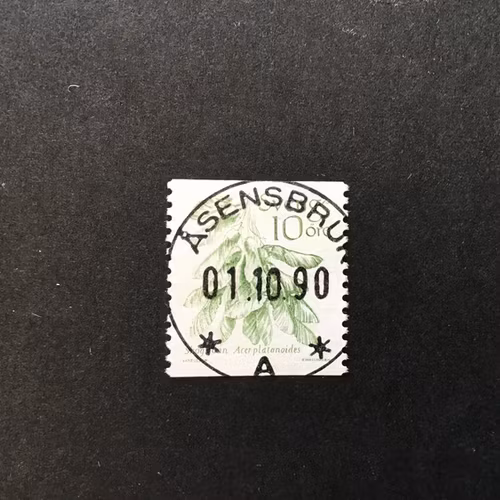 ÅSENSBRU
10 öre
01.10.90
Acer platanoides
A